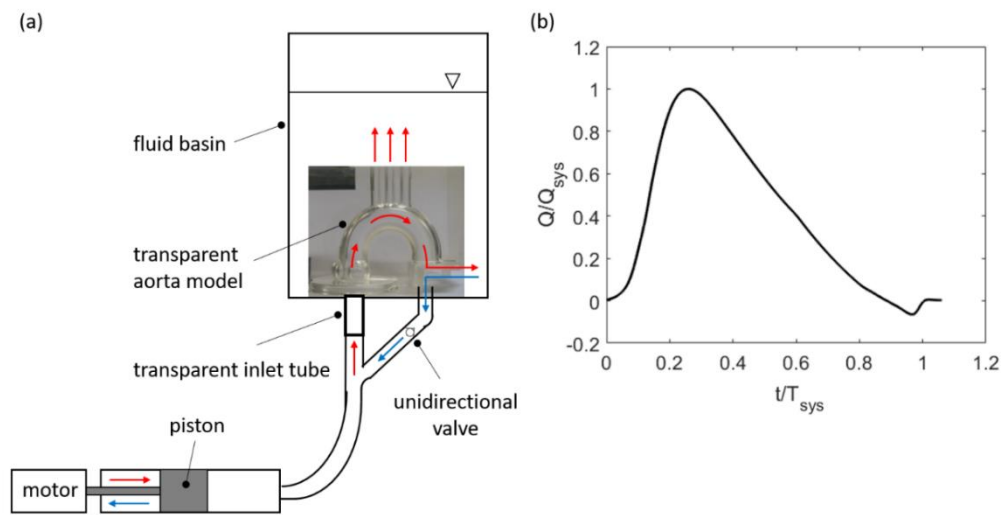 (a)
fluid basin
transparent
aorta model
transparent inlet tube
unidirectional
valve
piston
motor
(b)
1.2
1
0.8
0.6
0.4
0.2
0
-0.2
Q/Q_sys
0 0.2 0.4 0.6 0.8 1 1.2
t/T_sys